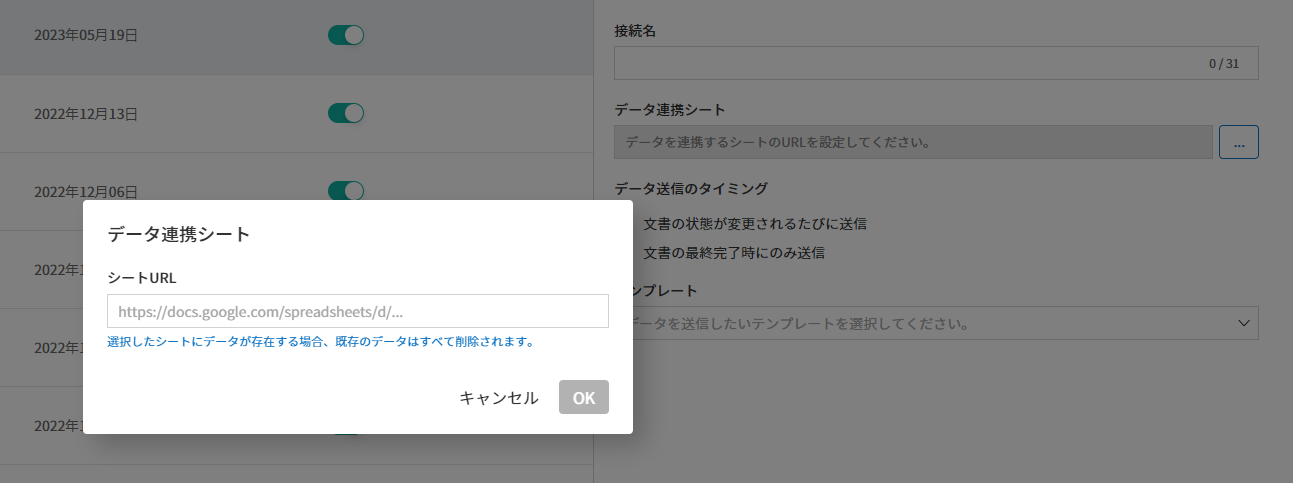 2023年05月19日
2022年12月13日
2022年12月06日
2022年1
2022年1
2022年1
接続名
0 / 31
データ連携シート
データを連携するシートのURLを設定してください。
...
データ送信のタイミング
文書の状態が変更されるたびに送信
文書の最終完了時にのみ送信
ンプレート
データを送信したいテンプレートを選択してください。
データ連携シート
シートURL
https://docs.google.com/spreadsheets/d/...
選択したシートにデータが存在する場合、既存のデータはすべて削除されます。
キャンセル
OK